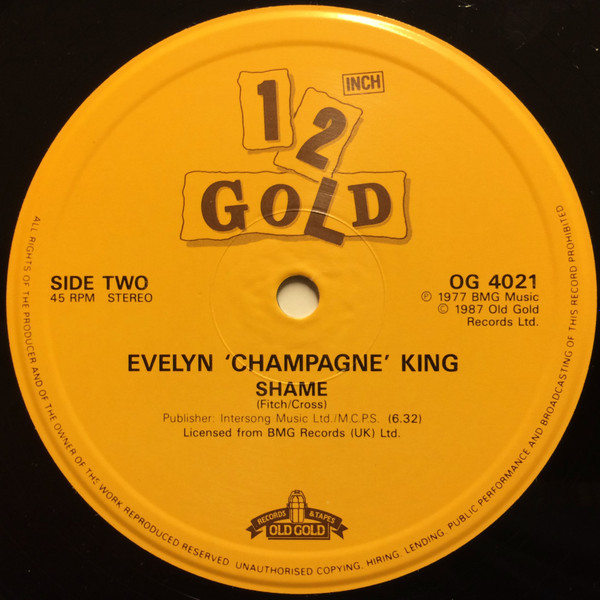 12 INCH
GOLD
SIDE TWO
45 RPM STEREO
OG 4021
℗ 1977 BMG Music
© 1987 Old Gold
Records Ltd.
EVELYN ‘CHAMPAGNE’ KING
SHAME
(Fitch/Cross)
Publisher: Intersong Music Ltd./M.C.P.S. (6.32)
Licensed from BMG Records (UK) Ltd.
RECORDS & TAPES
OLD GOLD
ALL RIGHTS OF THE PRODUCER AND OF THE OWNER OF THE WORK REPRODUCED RESERVED. UNAUTHORISED COPYING, HIRING, LENDING, PUBLIC PERFORMANCE AND BROADCASTING OF THIS RECORD PROHIBITED